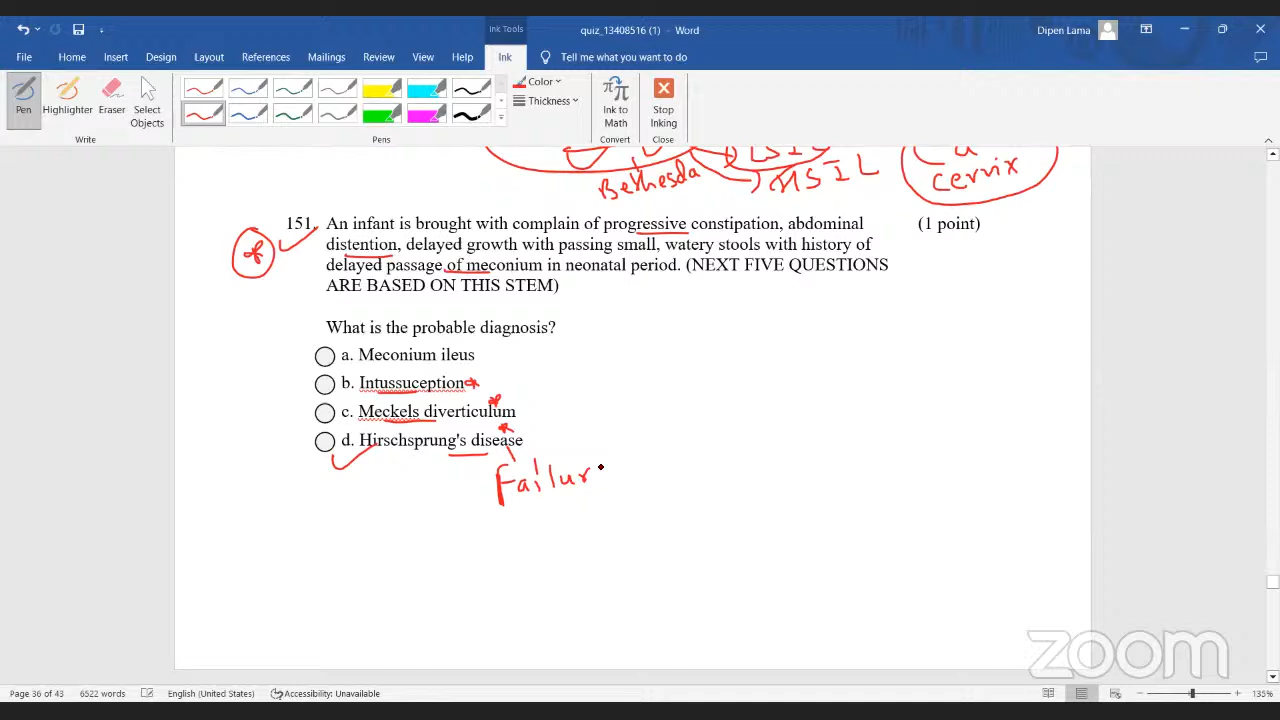 quiz_13408516 (1) - Word
Ink Tools
Dipen Lama
File Home Insert Design Layout References Mailings Review View Help Ink Tell me what you want to do
Pen Highlighter Eraser Select Objects
Color
Thickness
Ink to Math
Stop Inking
Write Pens Convert Close
Bethesda
MSIL
cervix
151. An infant is brought with complain of progressive constipation, abdominal (1 point)
distention, delayed growth with passing small, watery stools with history of
delayed passage of meconium in neonatal period. (NEXT FIVE QUESTIONS
ARE BASED ON THIS STEM)
What is the probable diagnosis?
a. Meconium ileus
b. Intussuception
c. Meckels diverticulum
d. Hirschsprung's disease
Failur
zoom
Page 36 of 43 6522 words English (United States) Accessibility: Unavailable 135%